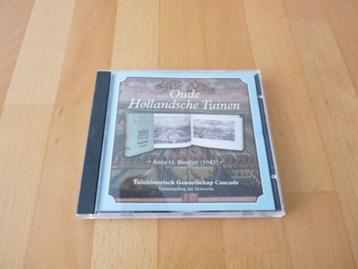 ... Oude
Hollandsche Tuinen
• Anna G. Bienfait (1943) •
Tuinhistorisch Genootschap Cascade